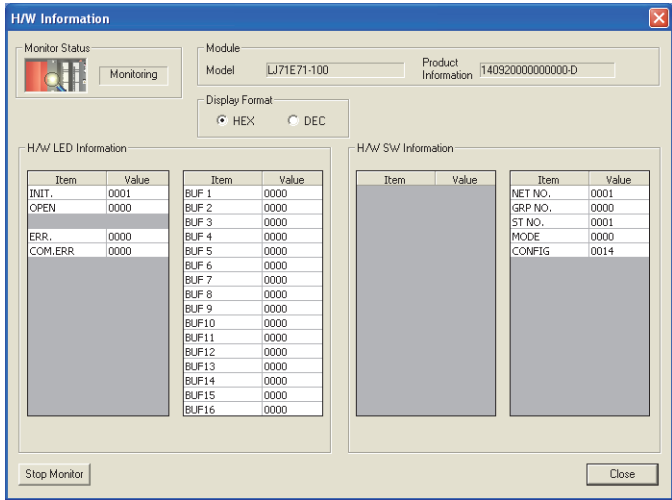 H/W Information
Monitor Status
Monitoring
Module
Model LJ71E71-100
Product
Information 140920000000000-D
Display Format
HEX DEC
H/W LED Information
Item Value
INIT. 0001
OPEN 0000
ERR. 0000
COM.ERR 0000
Item Value
BUF 1 0000
BUF 2 0000
BUF 3 0000
BUF 4 0000
BUF 5 0000
BUF 6 0000
BUF 7 0000
BUF 8 0000
BUF 9 0000
BUF10 0000
BUF11 0000
BUF12 0000
BUF13 0000
BUF14 0000
BUF15 0000
BUF16 0000
H/W SW Information
Item Value
Item Value
NET NO. 0001
GRP NO. 0000
ST NO. 0001
MODE 0000
CONFIG 0014
Stop Monitor
Close